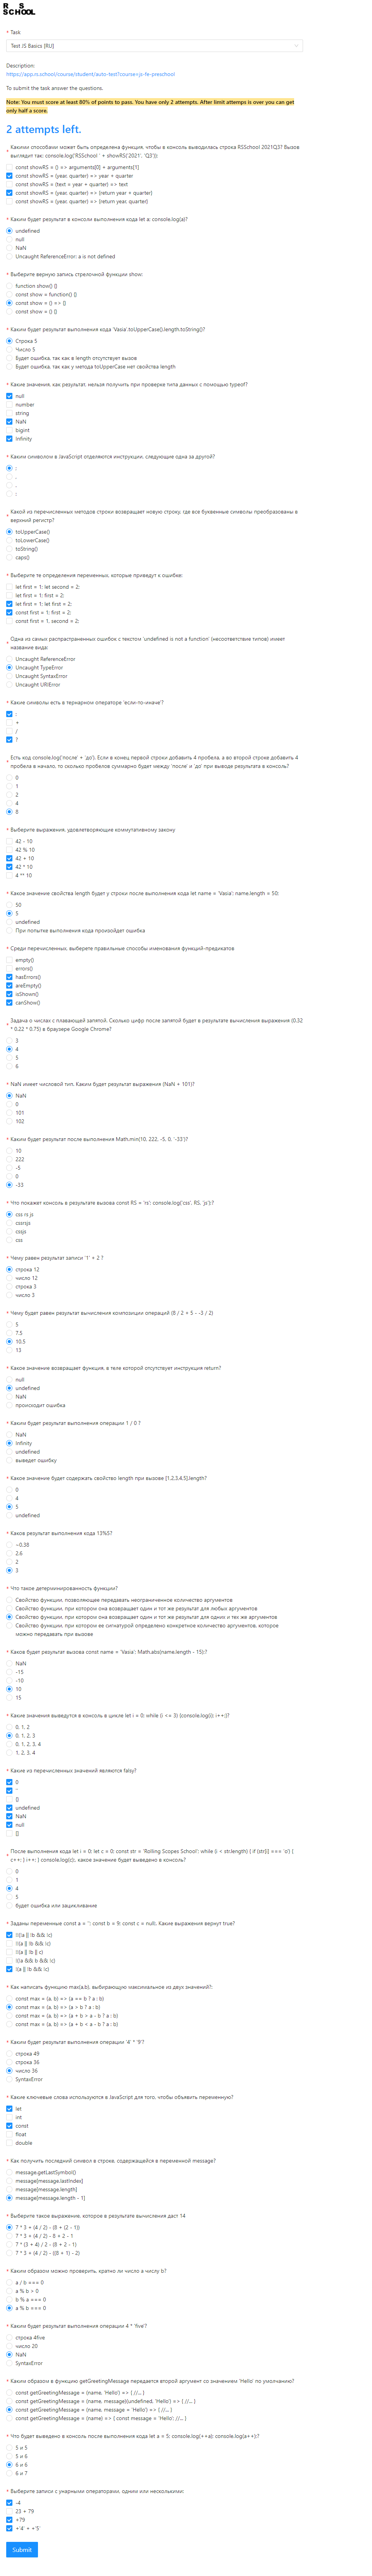 RS
SCHOOL
* Task
Test JS Basics [RU]
Description:
https://app.rs.school/course/student/auto-test?course=js-fe-preschool
To submit the task answer the questions.
Note: You must score at least 80% of points to pass. You have only 2 attempts. After limit attemps is over you can get
only half a score.
2 attempts left.
* Какими способами может быть определена функция, чтобы в консоль выводилась строка RSSchool 2021Q3? Вызов
выглядит так: console.log('RSSchool ' + showRS('2021', 'Q3'));
const showRS = () => arguments[0] + arguments[1]
const showRS = (year, quarter) => year + quarter
const showRS = (text = year + quarter) => text
const showRS = (year, quarter) => {return year + quarter}
const showRS = (year, quarter) => {return year, quarter}
* Каким будет результат в консоли выполнения кода let a; console.log(a)?
undefined
null
NaN
Uncaught ReferenceError: a is not defined
* Выберите верную запись стрелочной функции show:
function show() {}
const show = function() {}
const show = () => {}
const show = () {}
* Каким будет результат выполнения кода 'Vasia'.toUpperCase().length.toString()?
Строка 5
Число 5
Будет ошибка, так как в length отсутствует вызов
Будет ошибка, так как у метода toUpperCase нет свойства length
* Какие значения, как результат, нельзя получить при проверке типа данных с помощью typeof?
null
number
string
NaN
bigint
Infinity
* Каким символом в JavaScript отделяются инструкции, следующие одна за другой?
* Какой из перечисленных методов строки возвращает новую строку, где все буквенные символы преобразованы в
верхний регистр?
toUpperCase()
toLowerCase()
toString()
caps()
* Выберите те определения переменных, которые приведут к ошибке:
let first = 1; let second = 2;
let first = 1; first = 2;
let first = 1; let first = 2;
const first = 1; first = 2;
const first = 1, second = 2;
* Одна из самых распространенных ошибок с текстом 'undefined is not a function' (несоответствие типов) имеет
название вида:
Uncaught ReferenceError
Uncaught TypeError
Uncaught SyntaxError
Uncaught URIError
* Какие символы есть в тернарном операторе 'если-то-иначе'?
:
+
/
?
* Есть код console.log('после' + 'до'); Если в конец первой строки добавить 4 пробела, а во второй строке добавить 4
пробела в начало, то сколько пробелов суммарно будет между 'после' и 'до' при выводе результата в консоль?
0
1
2
4
8
* Выберите выражения, удовлетворяющие коммутативному закону
42 - 10
42 % 10
42 + 10
42 * 10
4 ** 10
* Какое значение свойства length будет у строки после выполнения кода let name = 'Vasia'; name.length = 50;
50
5
undefined
При попытке выполнения кода произойдет ошибка
* Среди перечисленных, выберете правильные способы именования функций-предикатов
empty()
errors()
hasErrors()
areEmpty()
isShown()
canShow()
* Задача о числах с плавающей запятой. Сколько цифр после запятой будет в результате вычисления выражения (0.32
* 0.22 * 0.75) в браузере Google Chrome?
3
4
5
6
* NaN имеет числовой тип. Каким будет результат выражения (NaN + 101)?
NaN
0
101
102
* Каким будет результат после выполнения Math.min(10, 222, -5, 0, '-33')?
10
222
-5
0
-33
* Что покажет консоль в результате вызова const RS = 'rs'; console.log('css', RS, 'js');?
css rs js
cssrsjs
cssjs
css
* Чему равен результат записи '1' + 2 ?
строка 12
число 12
строка 3
число 3
* Чему будет равен результат вычисления композиции операций (8 / 2 + 5 - -3 / 2)
5
7.5
10.5
13
* Какое значение возвращает функция, в теле которой отсутствует инструкция return?
null
undefined
NaN
происходит ошибка
* Каким будет результат выполнения операции 1 / 0 ?
NaN
Infinity
undefined
выведет ошибку
* Какое значение будет содержать свойство length при вызове [1,2,3,4,5].length?
0
4
5
undefined
* Каков результат выполнения кода 13%5?
~0.38
2.6
2
3
* Что такое детерминированность функции?
Свойство функции, позволяющее передавать неограниченное количество аргументов
Свойство функции, при котором она возвращает один и тот же результат для любых аргументов
Свойство функции, при котором она возвращает один и тот же результат для одних и тех же аргументов
Свойство функции, при котором ее сигнатурой определено конкретное количество аргументов, которое
можно передавать при вызове
* Каков будет результат вызова const name = 'Vasia'; Math.abs(name.length - 15);?
NaN
-15
-10
10
15
* Какие значения выведутся в консоль в цикле let i = 0; while (i <= 3) {console.log(i); i++;}?
0, 1, 2
0, 1, 2, 3
0, 1, 2, 3, 4
1, 2, 3, 4
* Какие из перечисленных значений являются falsy?
0
''
{}
undefined
NaN
null
[]
* После выполнения кода let i = 0; let c = 0; const str = 'Rolling Scopes School'; while (i < str.length) { if (str[i] === 'o') {
c++; } i++; } console.log(c);, какое значение будет выведено в консоль?
0
1
4
5
будет ошибка или зацикливание
* Заданы переменные const a = ''; const b = 9; const c = null. Какие выражения вернут true?
* Как написать функцию max(a,b), выбирающую максимальное из двух значений?:
const max = (a, b) => (a == b ? a : b)
const max = (a, b) => (a > b ? a : b)
const max = (a, b) => (a + b > a - b ? a : b)
const max = (a, b) => (a + b < a - b ? a : b)
* Каким будет результат выполнения операции '4' * '9'?
строка 49
строка 36
число 36
SyntaxError
* Какие ключевые слова используются в JavaScript для того, чтобы объявить переменную?
let
int
const
float
double
* Как получить последний символ в строке, содержащейся в переменной message?
message.getLastSymbol()
message[message.lastIndex]
message[message.length]
message[message.length - 1]
* Выберите такое выражение, которое в результате вычисления даст 14
7 * 3 + (4 / 2) - (8 + (2 - 1))
7 * 3 + (4 / 2) - 8 + 2 - 1
7 * (3 + 4) / 2 - (8 + 2 - 1)
7 * 3 + (4 / 2) - ((8 + 1) - 2)
* Каким образом можно проверить, кратно ли число a числу b?
a / b === 0
a % b > 0
b % a === 0
a % b === 0
* Каким будет результат выполнения операции 4 * 'five'?
строка 4five
число 20
NaN
SyntaxError
* Каким образом в функцию getGreetingMessage передается второй аргумент со значением 'Hello' по умолчанию?
const getGreetingMessage = (name, 'Hello') => { //... }
const getGreetingMessage = (name, message)(undefined, 'Hello') => { //... }
const getGreetingMessage = (name, message = 'Hello') => { //... }
const getGreetingMessage = (name) => { const message = 'Hello'; //... }
* Что будет выведено в консоль после выполнения кода let a = 5; console.log(++a); console.log(a++);?
5 и 5
5 и 6
6 и 6
6 и 7
* Выберите записи с унарными операторами, одним или несколькими:
-4
23 + 79
+79
+'4' + +'5'
Submit